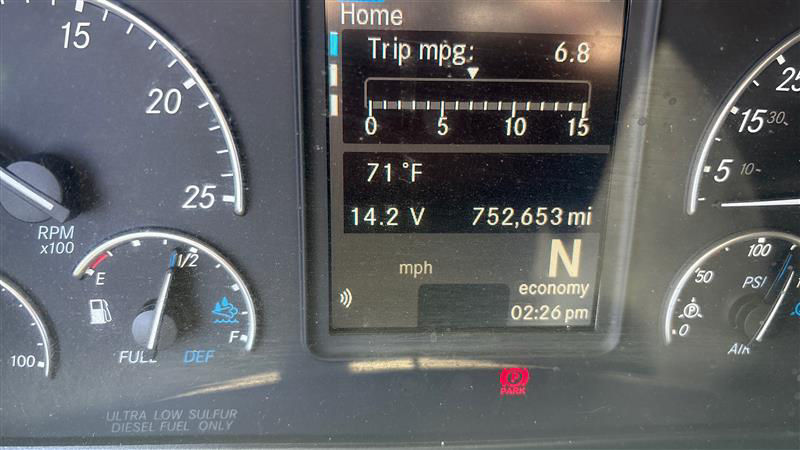 Home
Trip mpg: 6.8
0 5 10 15
71 °F
14.2 V 752,653 mi
mph N
economy
02:26 pm
15
20
25
RPM
x100
E 1/2 F
FUEL DEF
100
ULTRA LOW SULFUR
DIESEL FUEL ONLY
PARK
25
15 30
5 10
100
50 PSI
0
AIR